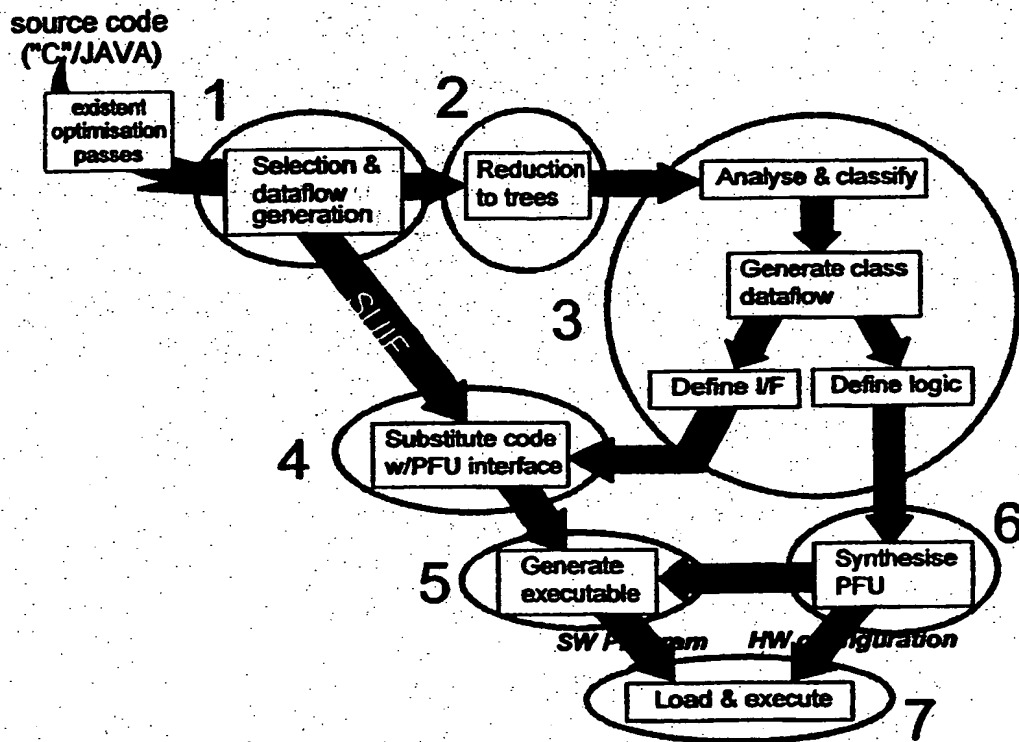 source code
("C"/JAVA)
existent
optimisation
passes
1
Selection &
dataflow
generation
2
Reduction
to trees
Analyse & classify
Generate class
dataflow
3
Define I/F
Define logic
SUIF
4
Substitute code
w/PFU interface
5
Generate
executable
6
Synthesise
PFU
SW
HW
7
Load & execute